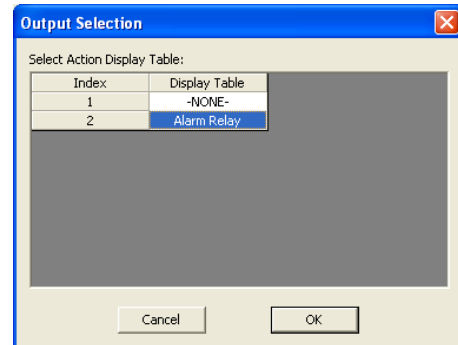 Output Selection
Select Action Display Table:
Index Display Table
1 -NONE-
2 Alarm Relay
Cancel OK